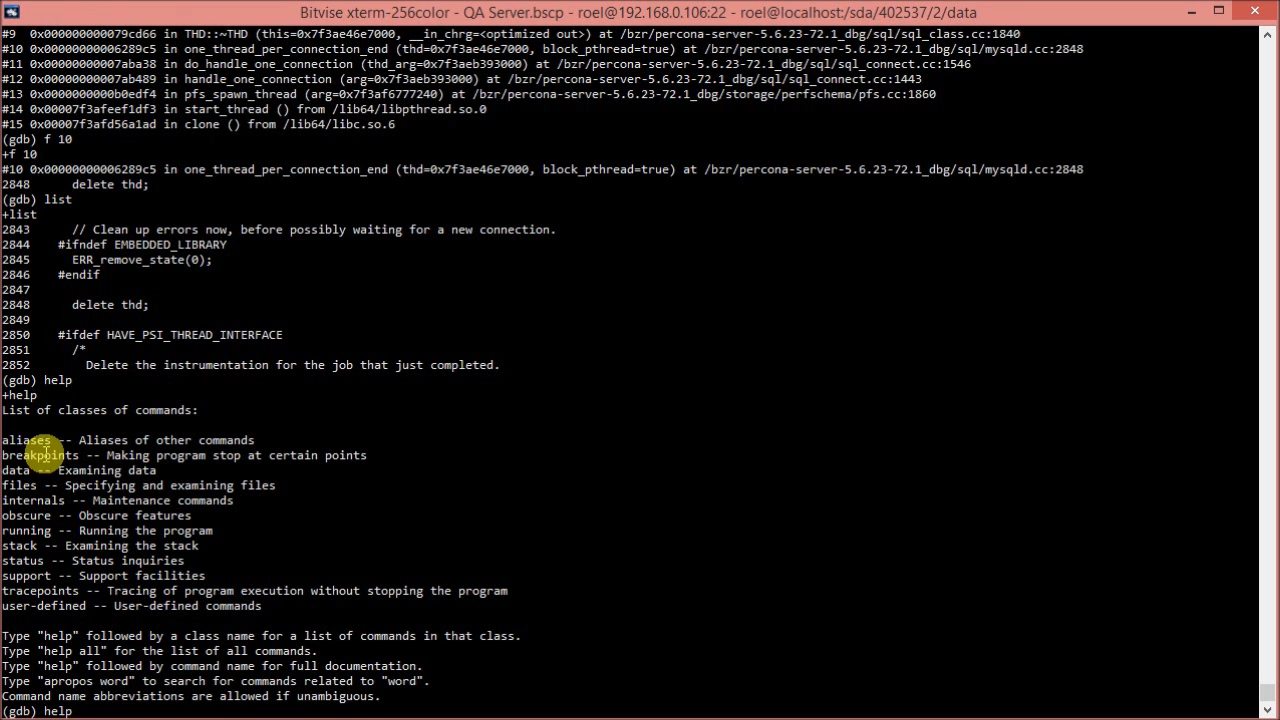 Bitvise xterm-256color - QA Server.bscp - roel@192.168.0.106:22 - roel@localhost:/sda/402537/2/data
#9  0x000000000079cd66 in THD::~THD (this=0x7f3ae46e7000, __in_chrg=<optimized out>) at /bzr/percona-server-5.6.23-72.1_dbg/sql/sql_class.cc:1840
#10 0x00000000006289c5 in one_thread_per_connection_end (thd=0x7f3ae46e7000, block_pthread=true) at /bzr/percona-server-5.6.23-72.1_dbg/sql/mysqld.cc:2848
#11 0x00000000007aba38 in do_handle_one_connection (thd_arg=0x7f3aeb393000) at /bzr/percona-server-5.6.23-72.1_dbg/sql/sql_connect.cc:1546
#12 0x00000000007ab489 in handle_one_connection (arg=0x7f3aeb393000) at /bzr/percona-server-5.6.23-72.1_dbg/sql/sql_connect.cc:1443
#13 0x0000000000b0edf4 in pfs_spawn_thread (arg=0x7f3af6777240) at /bzr/percona-server-5.6.23-72.1_dbg/storage/perfschema/pfs.cc:1860
#14 0x00007f3afeef1df3 in start_thread () from /lib64/libpthread.so.0
#15 0x00007f3afd56a1ad in clone () from /lib64/libc.so.6
(gdb) f 10
+f 10
#10 0x00000000006289c5 in one_thread_per_connection_end (thd=0x7f3ae46e7000, block_pthread=true) at /bzr/percona-server-5.6.23-72.1_dbg/sql/mysqld.cc:2848
2848      delete thd;
(gdb) list
+list
2843      // Clean up errors now, before possibly waiting for a new connection.
2844    #ifndef EMBEDDED_LIBRARY
2845      ERR_remove_state(0);
2846    #endif
2847
2848      delete thd;
2849
2850    #ifdef HAVE_PSI_THREAD_INTERFACE
2851      /*
2852        Delete the instrumentation for the job that just completed.
(gdb) help
+help
List of classes of commands:
aliases -- Aliases of other commands
breakpoints -- Making program stop at certain points
data -- Examining data
files -- Specifying and examining files
internals -- Maintenance commands
obscure -- Obscure features
running -- Running the program
stack -- Examining the stack
status -- Status inquiries
support -- Support facilities
tracepoints -- Tracing of program execution without stopping the program
user-defined -- User-defined commands
Type "help" followed by a class name for a list of commands in that class.
Type "help all" for the list of all commands.
Type "help" followed by command name for full documentation.
Type "apropos word" to search for commands related to "word".
Command name abbreviations are allowed if unambiguous.
(gdb) help